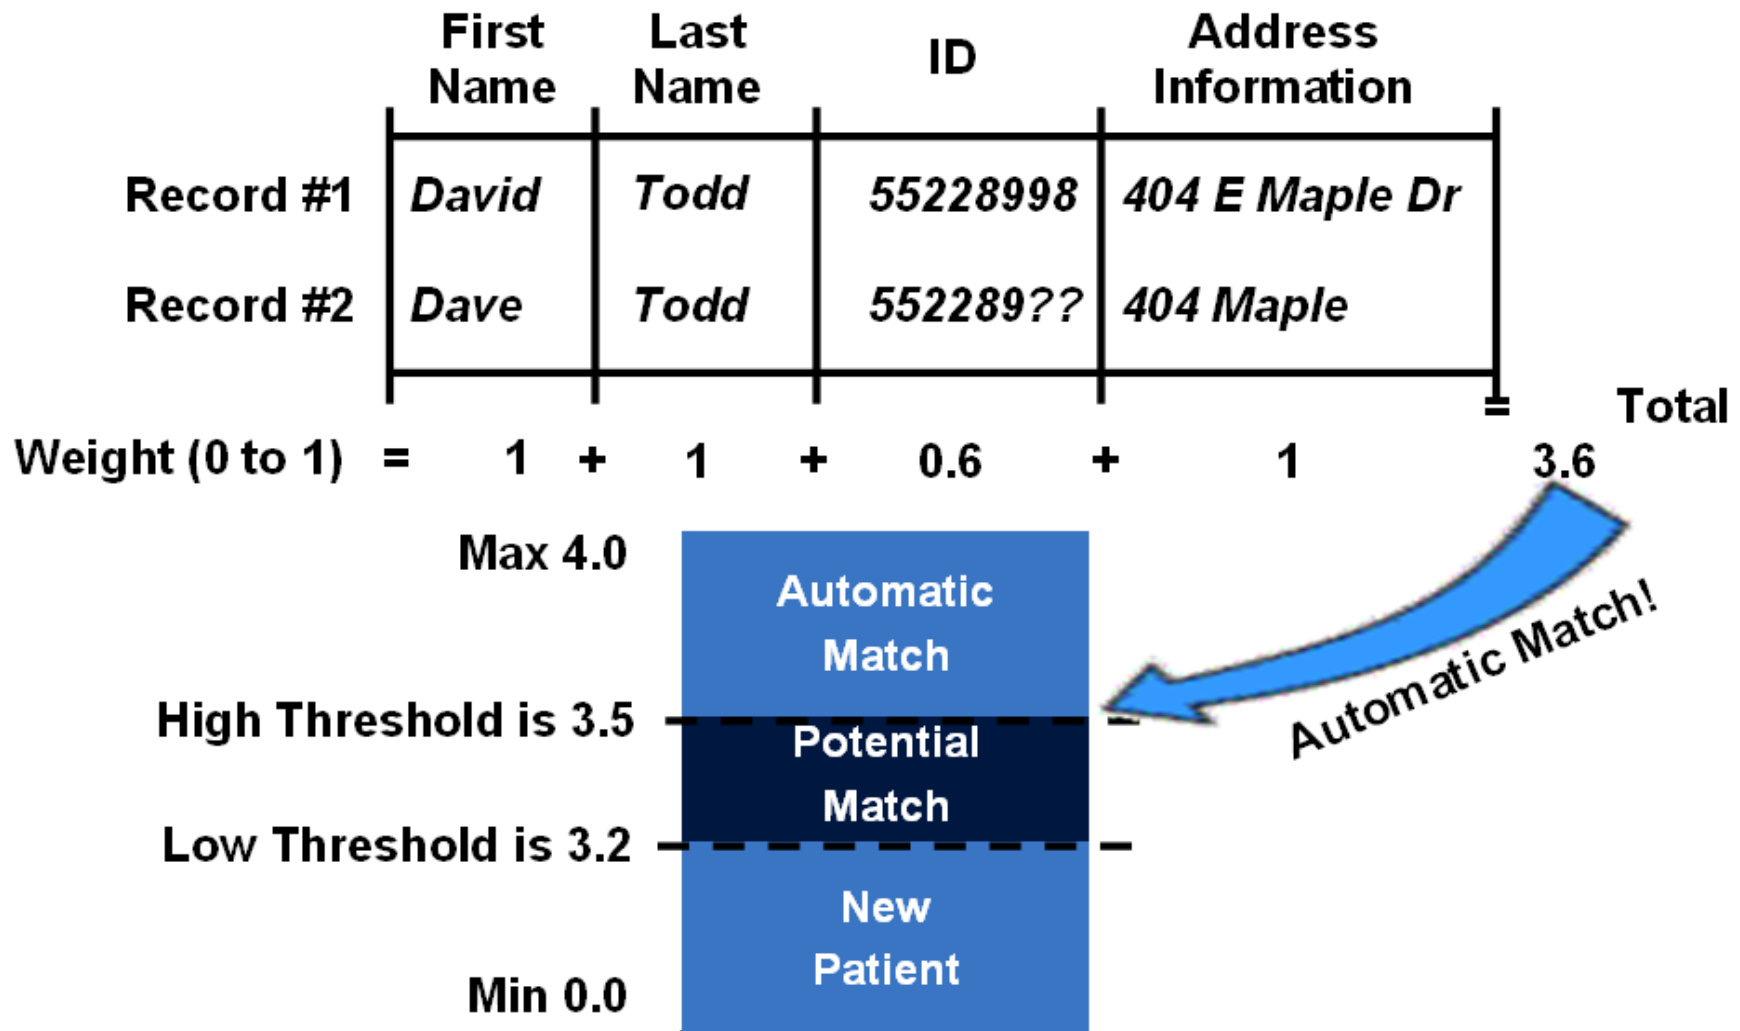 First Name
Last Name
ID
Address Information
Record #1 David Todd 55228998 404 E Maple Dr
Record #2 Dave Todd 552289?? 404 Maple
= Total
Weight (0 to 1) = 1 + 1 + 0.6 + 1 3.6
Max 4.0
Automatic
Match
Automatic Match!
High Threshold is 3.5
Potential
Match
Low Threshold is 3.2
New
Patient
Min 0.0